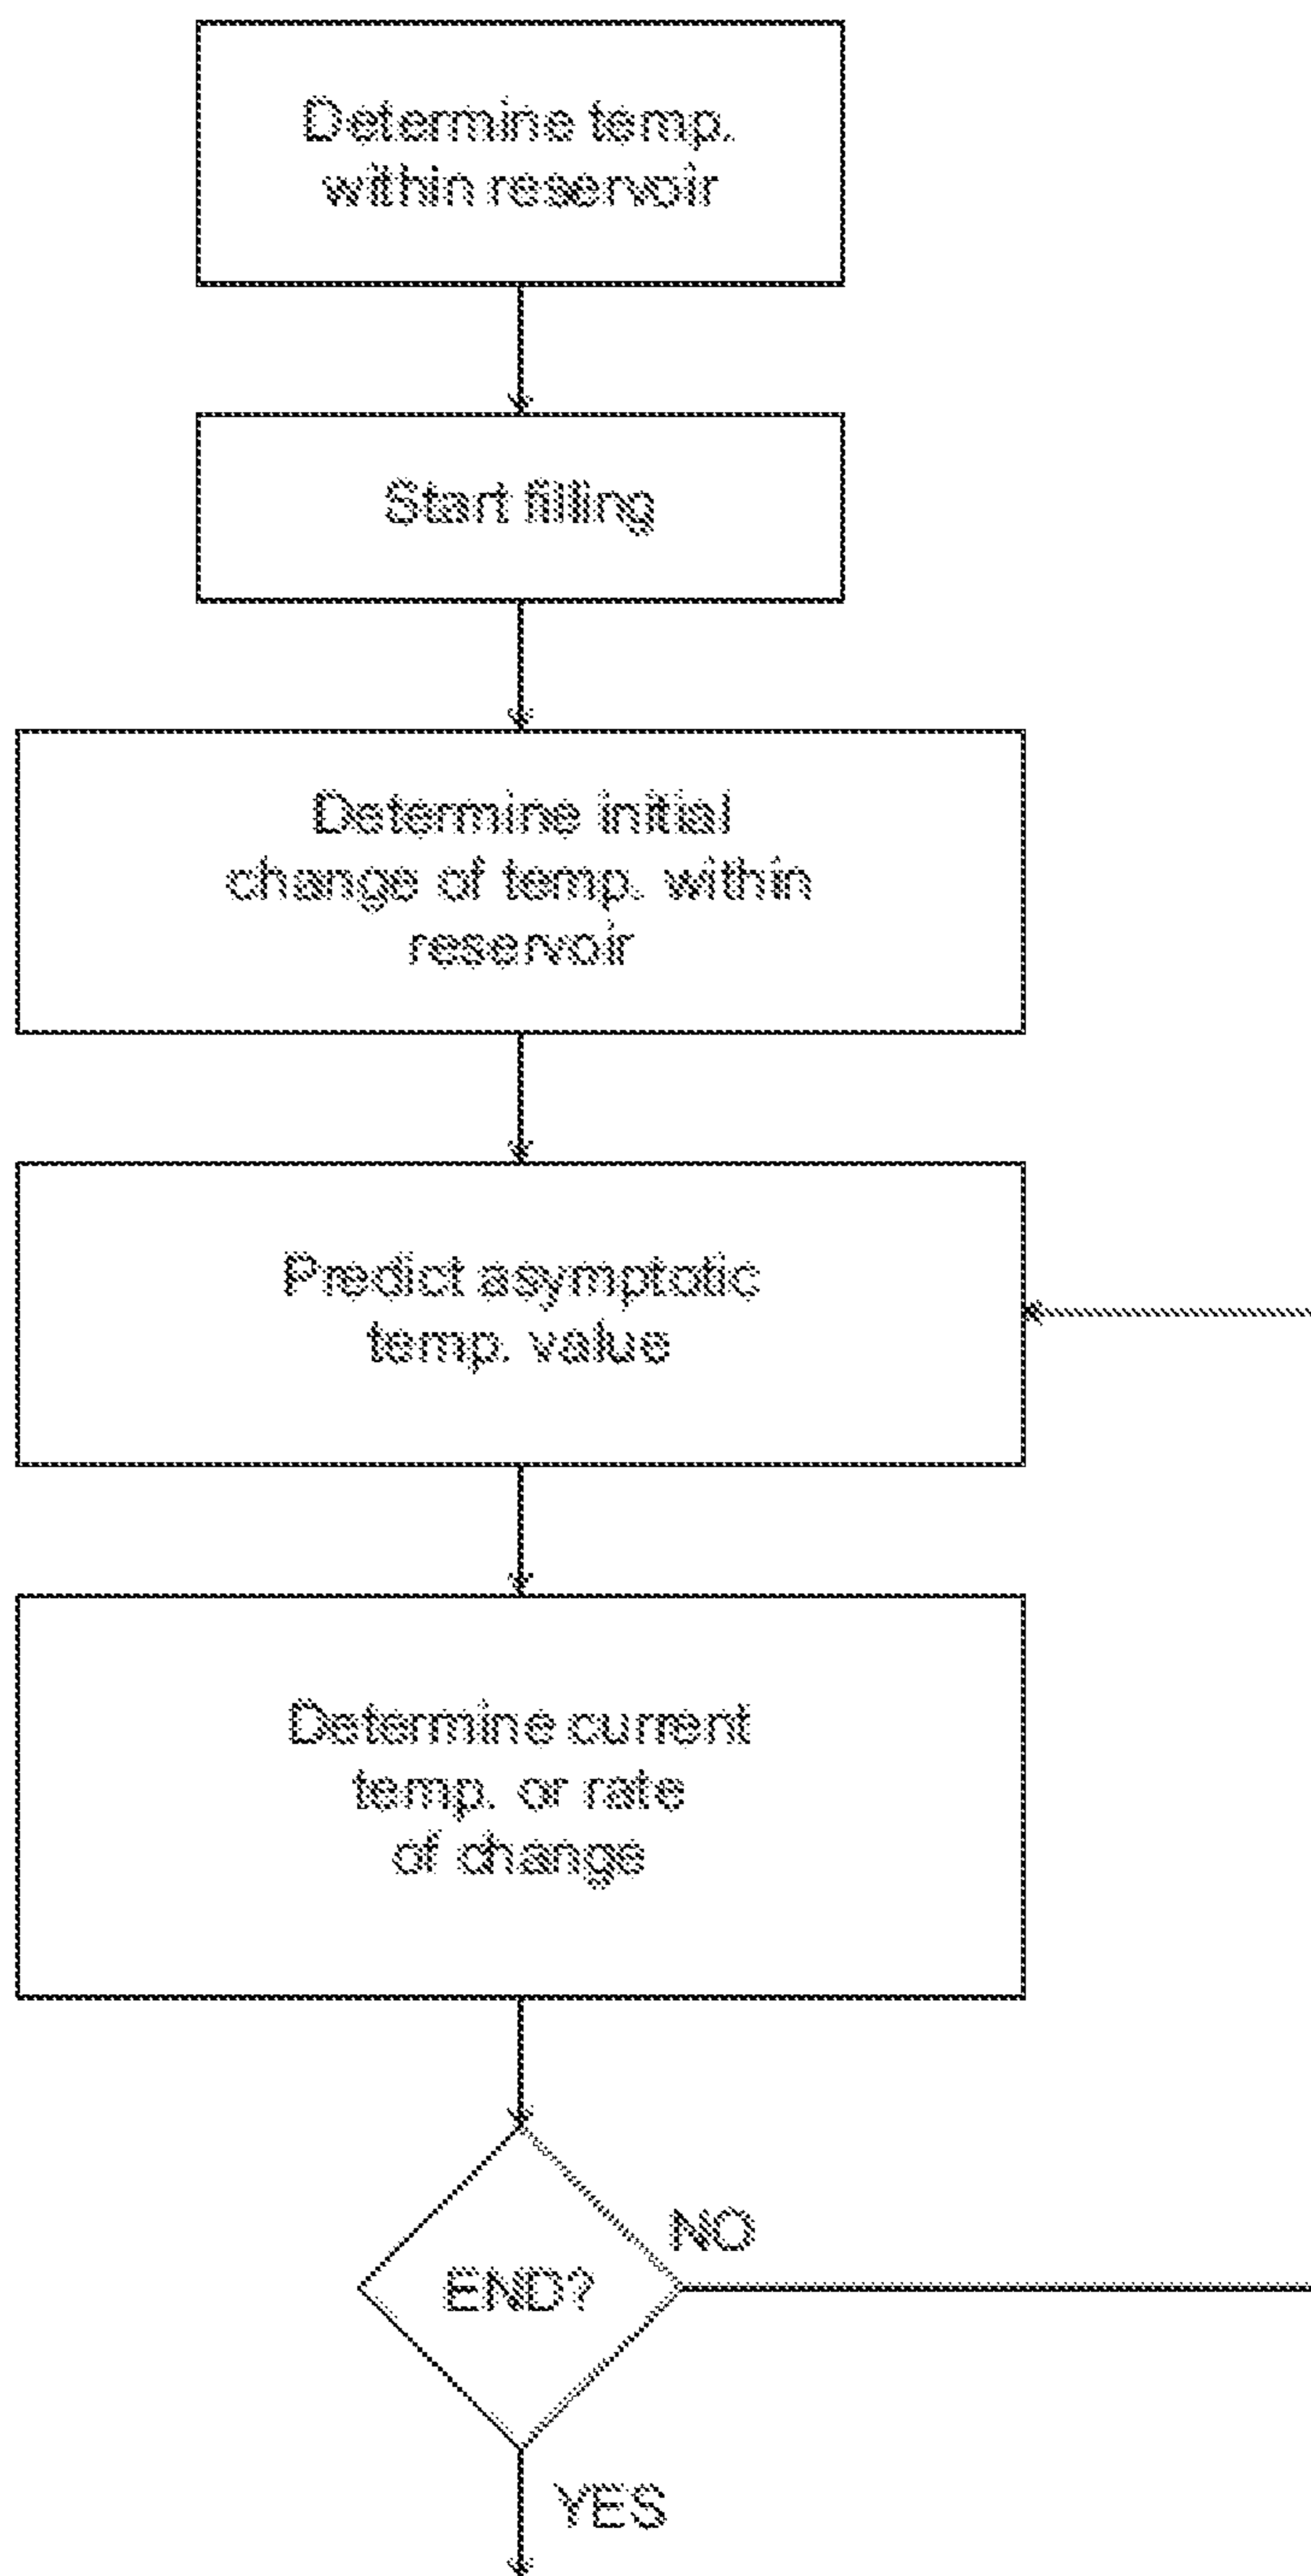 Determine temp.
within reservoir
Start filling
Determine initial
change of temp. within
reservoir
Predict asymptotic
temp. value
Determine current
temp. or rate
of change
NO
END?
YES